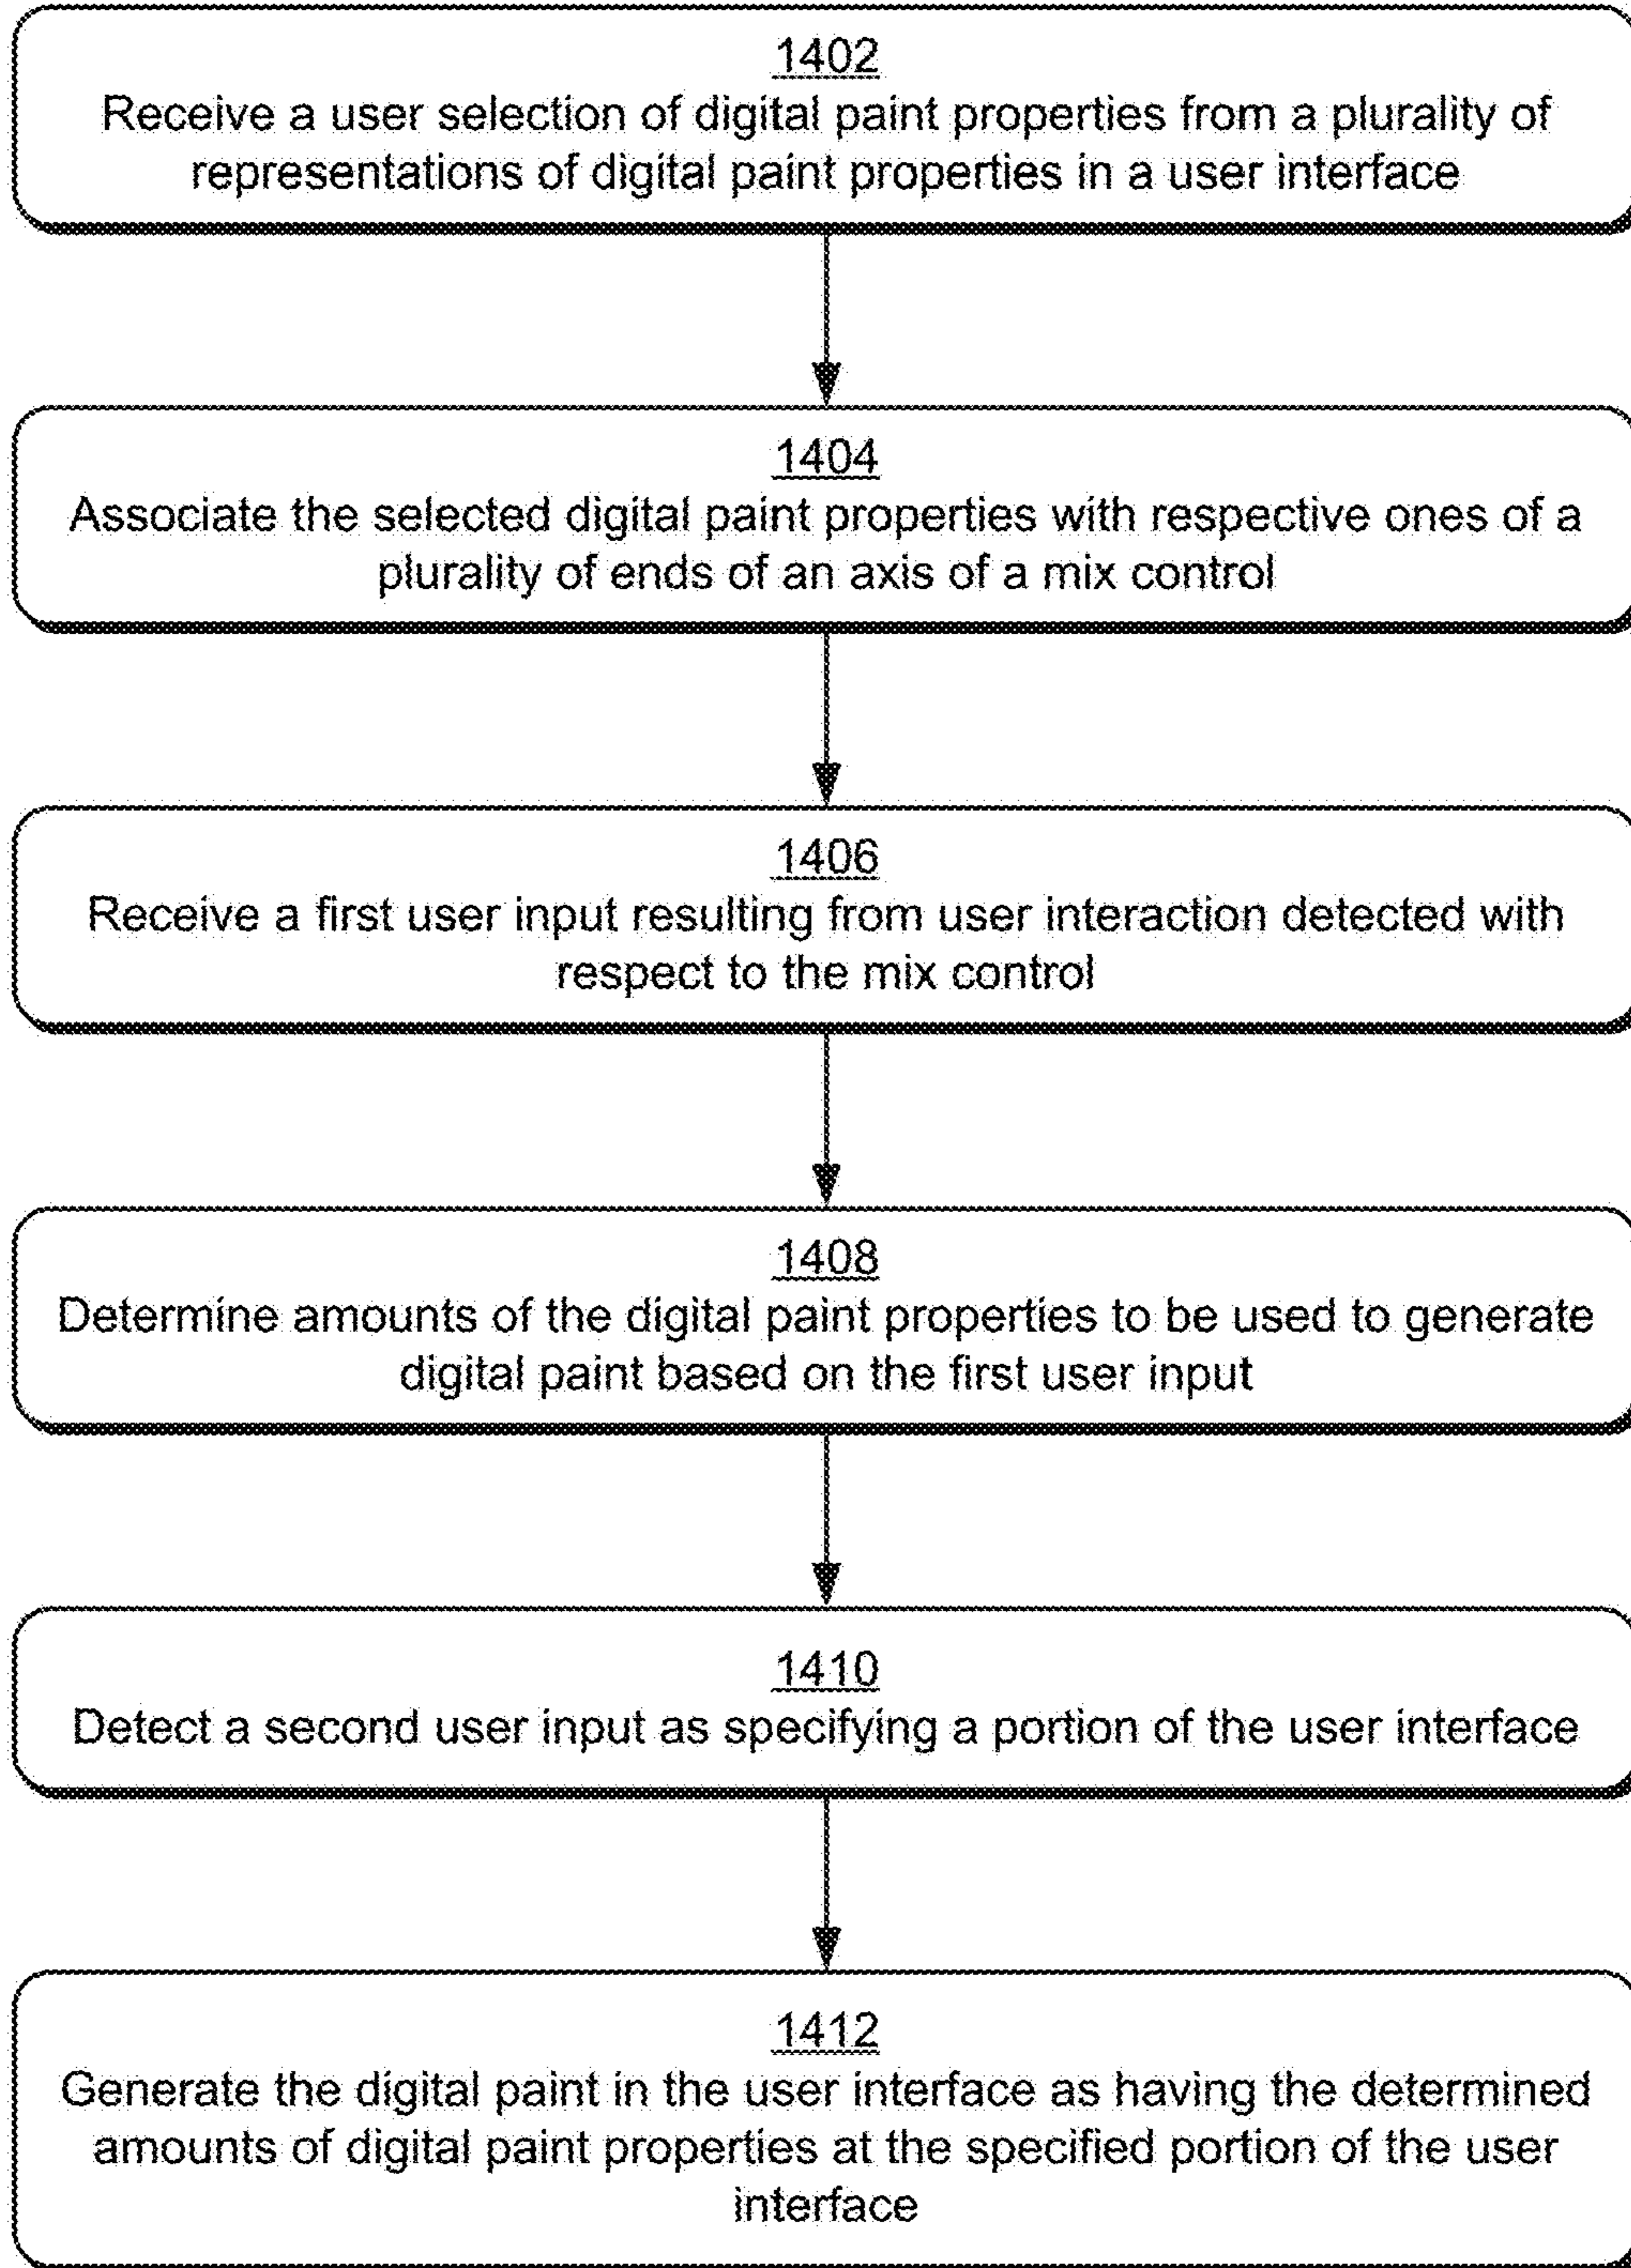 1402
Receive a user selection of digital paint properties from a plurality of
representations of digital paint properties in a user interface
1404
Associate the selected digital paint properties with respective ones of a
plurality of ends of an axis of a mix control
1406
Receive a first user input resulting from user interaction detected with
respect to the mix control
1408
Determine amounts of the digital paint properties to be used to generate
digital paint based on the first user input
1410
Detect a second user input as specifying a portion of the user interface
1412
Generate the digital paint in the user interface as having the determined
amounts of digital paint properties at the specified portion of the user
interface